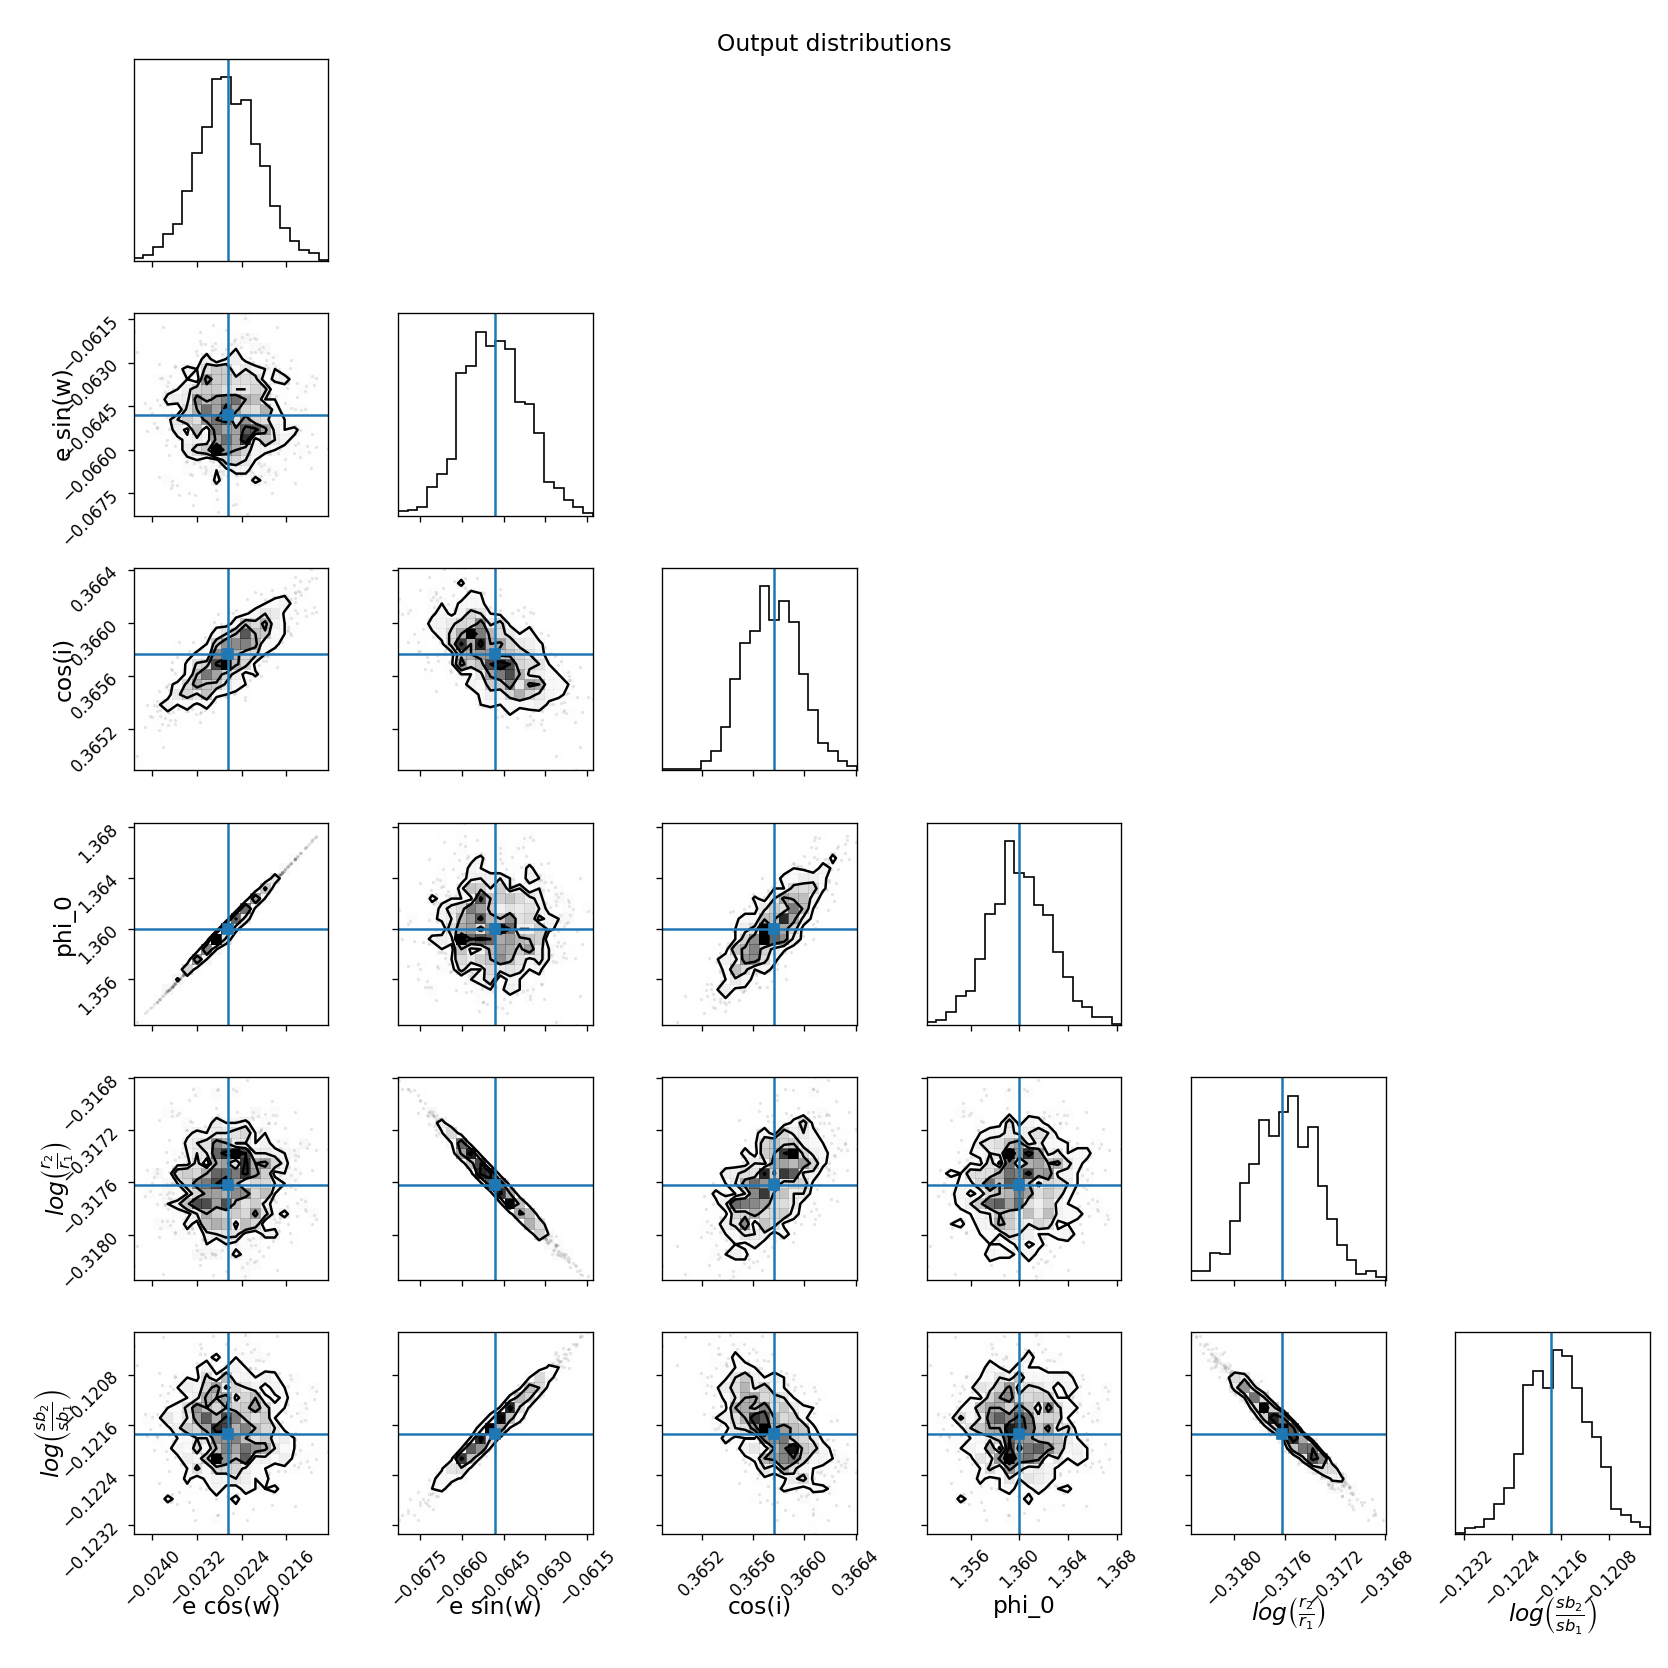 Output distributions
e sin(w)
−0.0615
−0.0630
−0.0645
−0.0660
−0.0675
cos(i)
0.3664
0.3660
0.3656
0.3652
phi_0
1.368
1.364
1.360
1.356
log(r₂/r₁)
−0.3168
−0.3172
−0.3176
−0.3180
log(sb₂/sb₁)
−0.1208
−0.1216
−0.1224
−0.1232
−0.0240 −0.0232 −0.0224 −0.0216
e cos(w)
−0.0675 −0.0660 −0.0645 −0.0630 −0.0615
e sin(w)
0.3652 0.3656 0.3660 0.3664
cos(i)
1.356 1.360 1.364 1.368
phi_0
−0.3180 −0.3176 −0.3172 −0.3168
log(r₂/r₁)
−0.1232 −0.1224 −0.1216 −0.1208
log(sb₂/sb₁)